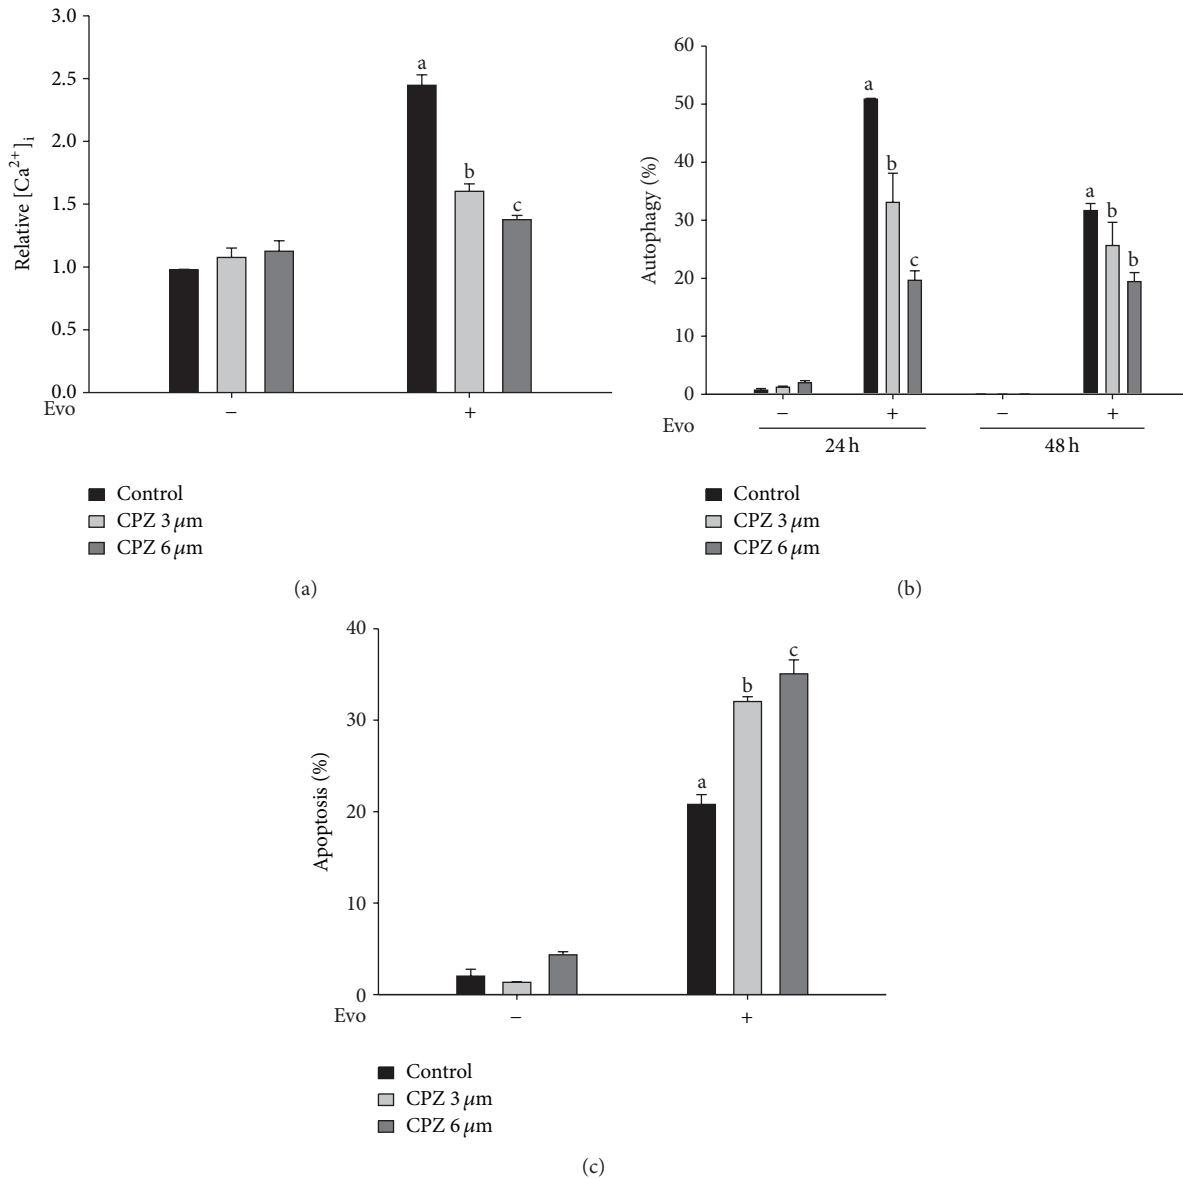 3.0
2.5
2.0
1.5
1.0
0.5
0.0
Relative [Ca2+]i
a
b
c
Evo
− +
Control
CPZ 3 μm
CPZ 6 μm
(a)
60
50
40
30
20
10
0
Autophagy (%)
a
b
c
a
b
b
− + − +
Evo
24 h 48 h
Control
CPZ 3 μm
CPZ 6 μm
(b)
40
30
20
10
0
Apoptosis (%)
a
b
c
Evo − +
Control
CPZ 3 μm
CPZ 6 μm
(c)